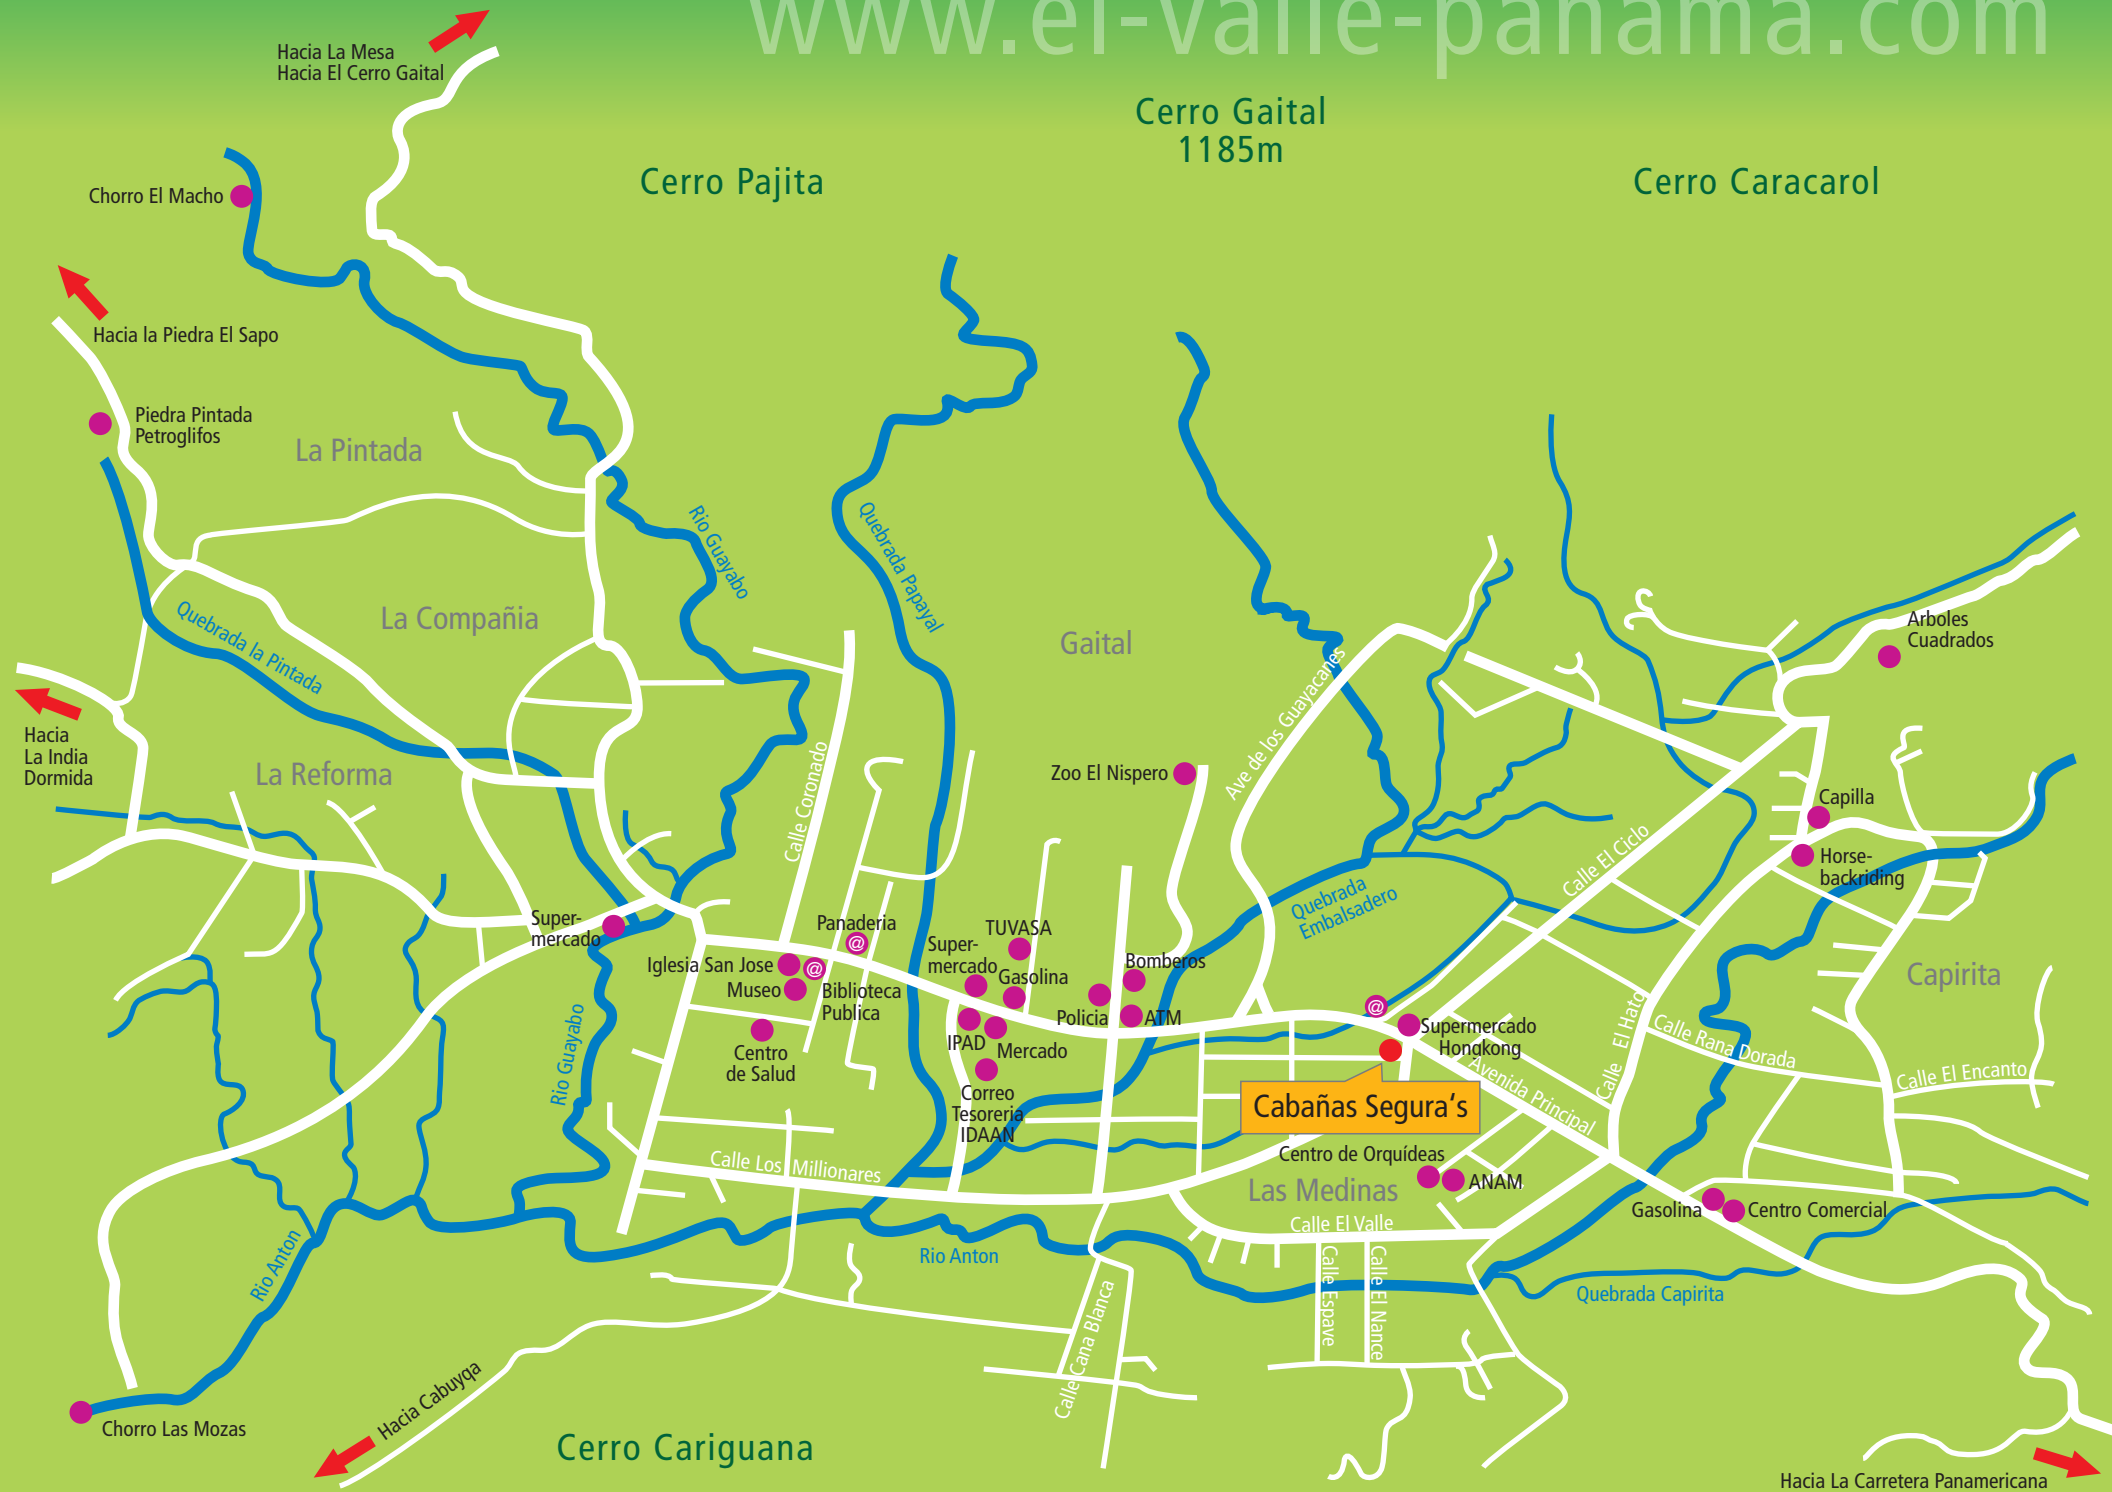 www.el-valle-panama.com
Hacia La Mesa
Hacia El Cerro Gaital
Cerro Gaital
1185m
Cerro Pajita
Cerro Caracarol
Chorro El Macho
Hacia la Piedra El Sapo
Piedra Pintada
Petroglifos
La Pintada
Rio Guayabo
Quebrada Papayal
La Compañia
Quebrada la Pintada
Gaital
Ave de los Guayacanes
Arboles
Cuadrados
Hacia
La India
Dormida
La Reforma
Calle Coronado
Zoo El Nispero
Capilla
Calle El Ciclo
Horse-
backriding
Quebrada
Embalsadero
Super-
mercado
Panaderia
@
TUVASA
Super-
mercado
Gasolina
Bomberos
Iglesia San Jose
@
Museo
Biblioteca
Publica
Capirita
Policia
ATM
@
Supermercado
Hongkong
IPAD
Mercado
Centro
de Salud
Rio Guayabo
Calle El Hato
Calle Rana Dorada
Calle El Encanto
Avenida Principal
Correo
Tesoreria
IDAAN
Cabañas Segura‘s
Calle Los Millionares
Centro de Orquídeas
ANAM
Las Medinas
Gasolina
Centro Comercial
Calle El Valle
Rio Anton
Rio Anton
Calle Espave
Calle El Nance
Quebrada Capirita
Calle Cana Blanca
Hacia Cabuyqa
Chorro Las Mozas
Cerro Cariguana
Hacia La Carretera Panamericana